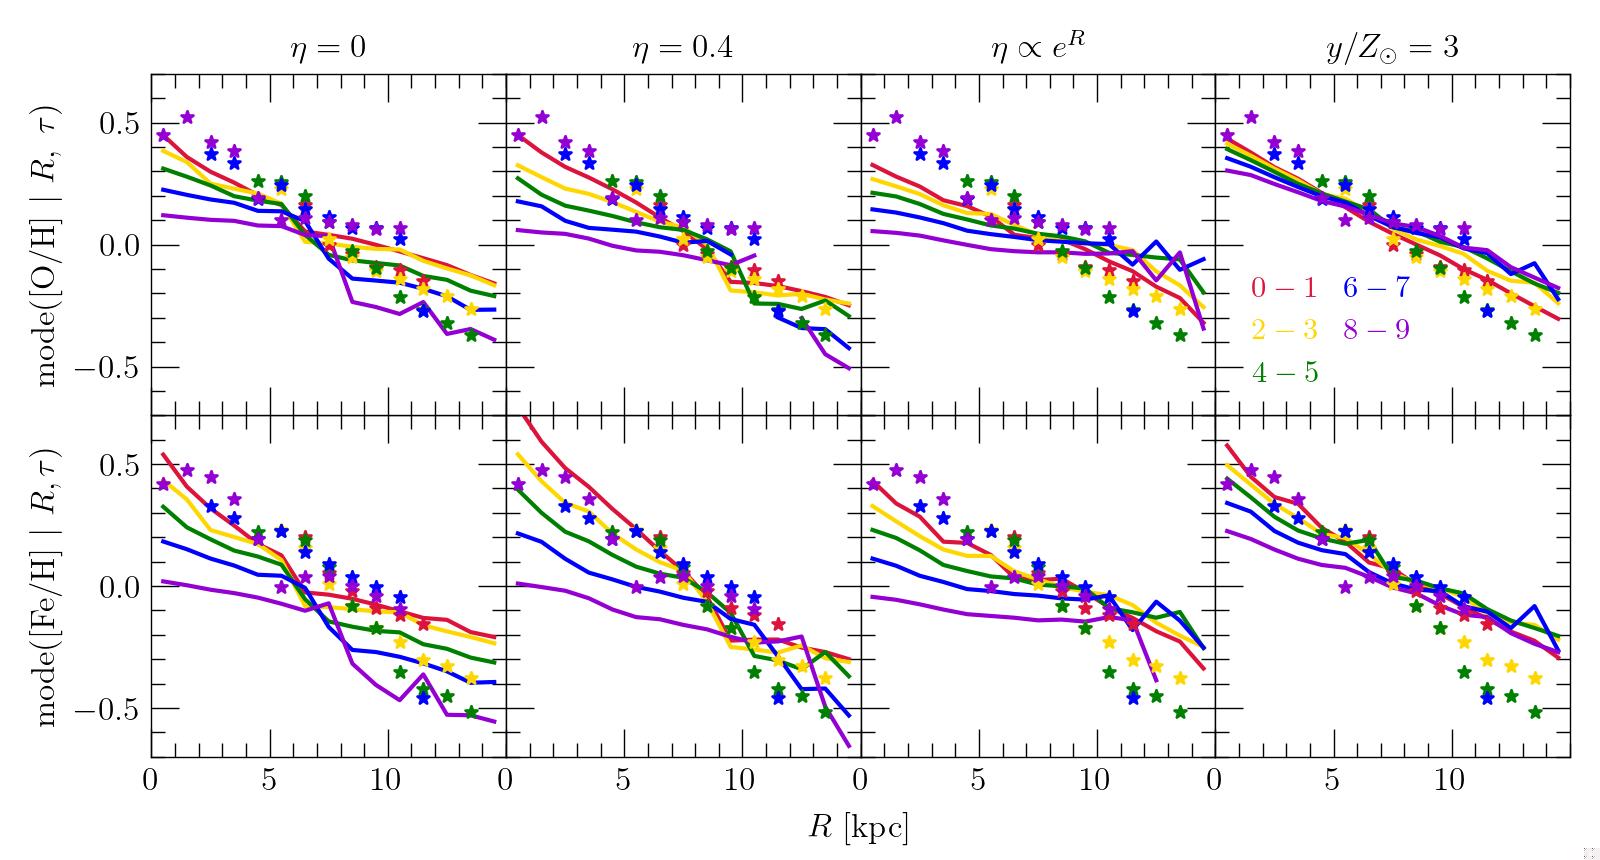 η = 0
η = 0.4
η ∝ e^R
y/Z⊙ = 3
mode([O/H] | R, τ)
0.5
0.0
−0.5
0 − 1 6 − 7
2 − 3 8 − 9
4 − 5
mode([Fe/H] | R, τ)
0.5
0.0
−0.5
0 5 10 0 5 10 0 5 10 0 5 10
R [kpc]